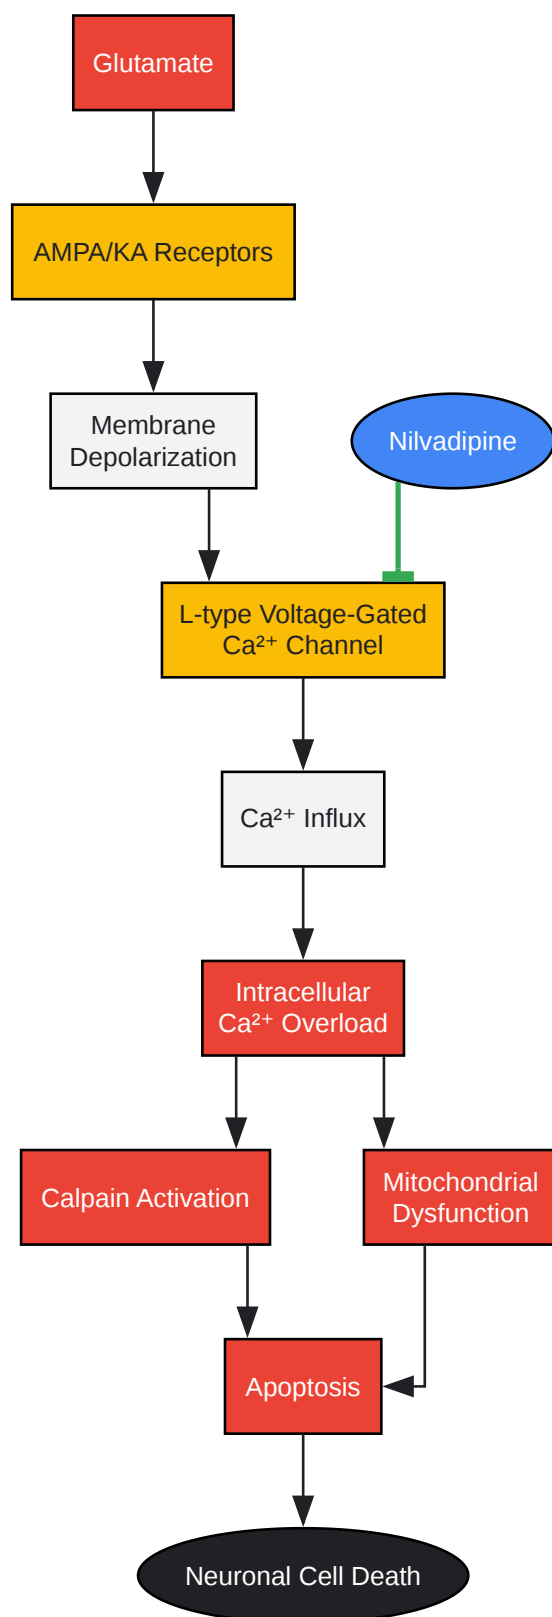 Glutamate
AMPA/KA Receptors
Membrane
Depolarization
Nilvadipine
L-type Voltage-Gated
Ca²⁺ Channel
Ca²⁺ Influx
Intracellular
Ca²⁺ Overload
Calpain Activation
Mitochondrial
Dysfunction
Apoptosis
Neuronal Cell Death